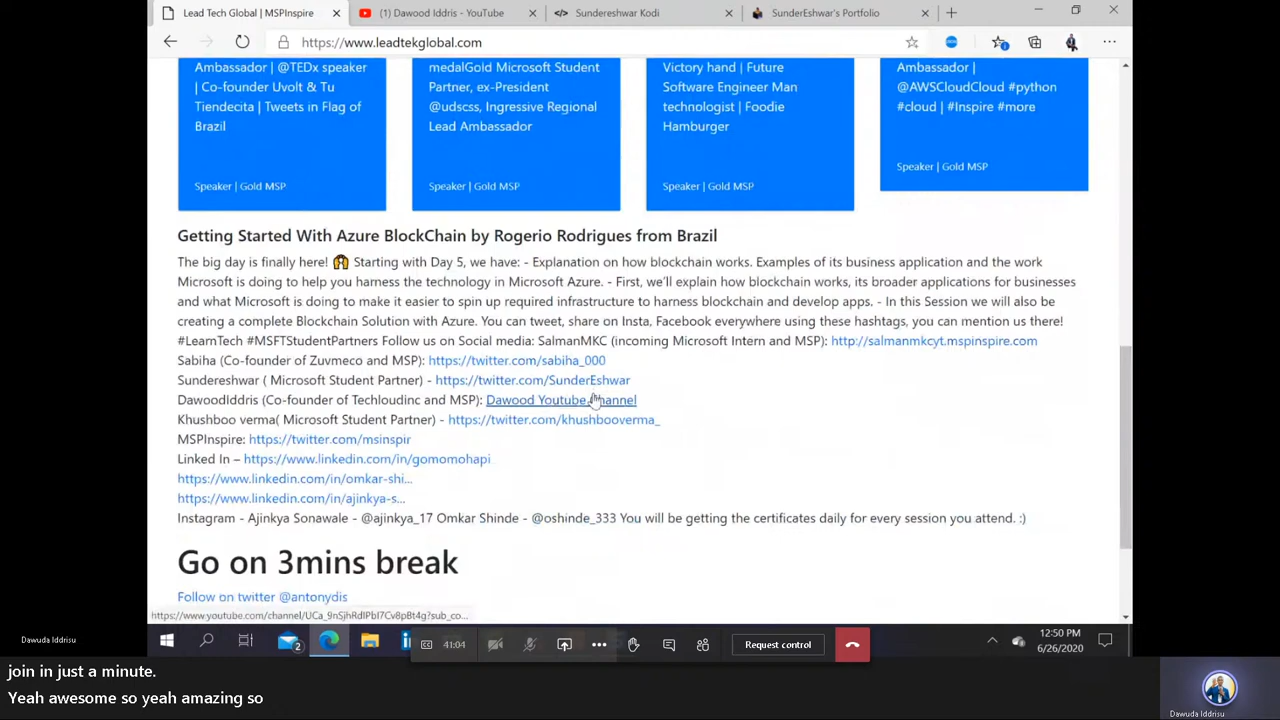 Lead Tech Global | MSPInspire
(1) Dawood Iddris - YouTube
Sundereshwar Kodi
SunderEshwar's Portfolio
https://www.leadtekglobal.com
Ambassador | @TEDx speaker
| Co-founder Uvolt & Tu
Tiendecita | Tweets in Flag of
Brazil
Speaker | Gold MSP
medalGold Microsoft Student
Partner, ex-President
@udscss, Ingressive Regional
Lead Ambassador
Speaker | Gold MSP
Victory hand | Future
Software Engineer Man
technologist | Foodie
Hamburger
Speaker | Gold MSP
Ambassador |
@AWSCloudCloud #python
#cloud | #Inspire #more
Speaker | Gold MSP
Getting Started With Azure BlockChain by Rogerio Rodrigues from Brazil
The big day is finally here! 🙌 Starting with Day 5, we have: - Explanation on how blockchain works. Examples of its business application and the work
Microsoft is doing to help you harness the technology in Microsoft Azure. - First, we'll explain how blockchain works, its broader applications for businesses
and what Microsoft is doing to make it easier to spin up required infrastructure to harness blockchain and develop apps. - In this Session we will also be
creating a complete Blockchain Solution with Azure. You can tweet, share on Insta, Facebook everywhere using these hashtags, you can mention us there!
#LearnTech #MSFTStudentPartners Follow us on Social media: SalmanMKC (incoming Microsoft Intern and MSP): http://salmanmkcyt.mspinspire.com
Sabiha (Co-founder of Zuvmeco and MSP): https://twitter.com/sabiha_000
Sundereshwar ( Microsoft Student Partner) - https://twitter.com/SunderEshwar
DawoodIddris (Co-founder of Techloudinc and MSP): Dawood Youtube Channel
Khushboo verma( Microsoft Student Partner) - https://twitter.com/khushbooverma_
MSPInspire: https://twitter.com/msinspir
Linked In – https://www.linkedin.com/in/gomomohapi
https://www.linkedin.com/in/omkar-shi...
https://www.linkedin.com/in/ajinkya-s...
Instagram - Ajinkya Sonawale - @ajinkya_17 Omkar Shinde - @oshinde_333 You will be getting the certificates daily for every session you attend. :)
Go on 3mins break
Follow on twitter @antonydis
https://www.youtube.com/channel/UCa_9nSjhRdIPbI7Cv8pBt4g?sub_co...
2
CC
41:04
Request control
12:50 PM
6/26/2020
Dawuda Iddrisu
join in just a minute.
Yeah awesome so yeah amazing so
Dawuda Iddrisu